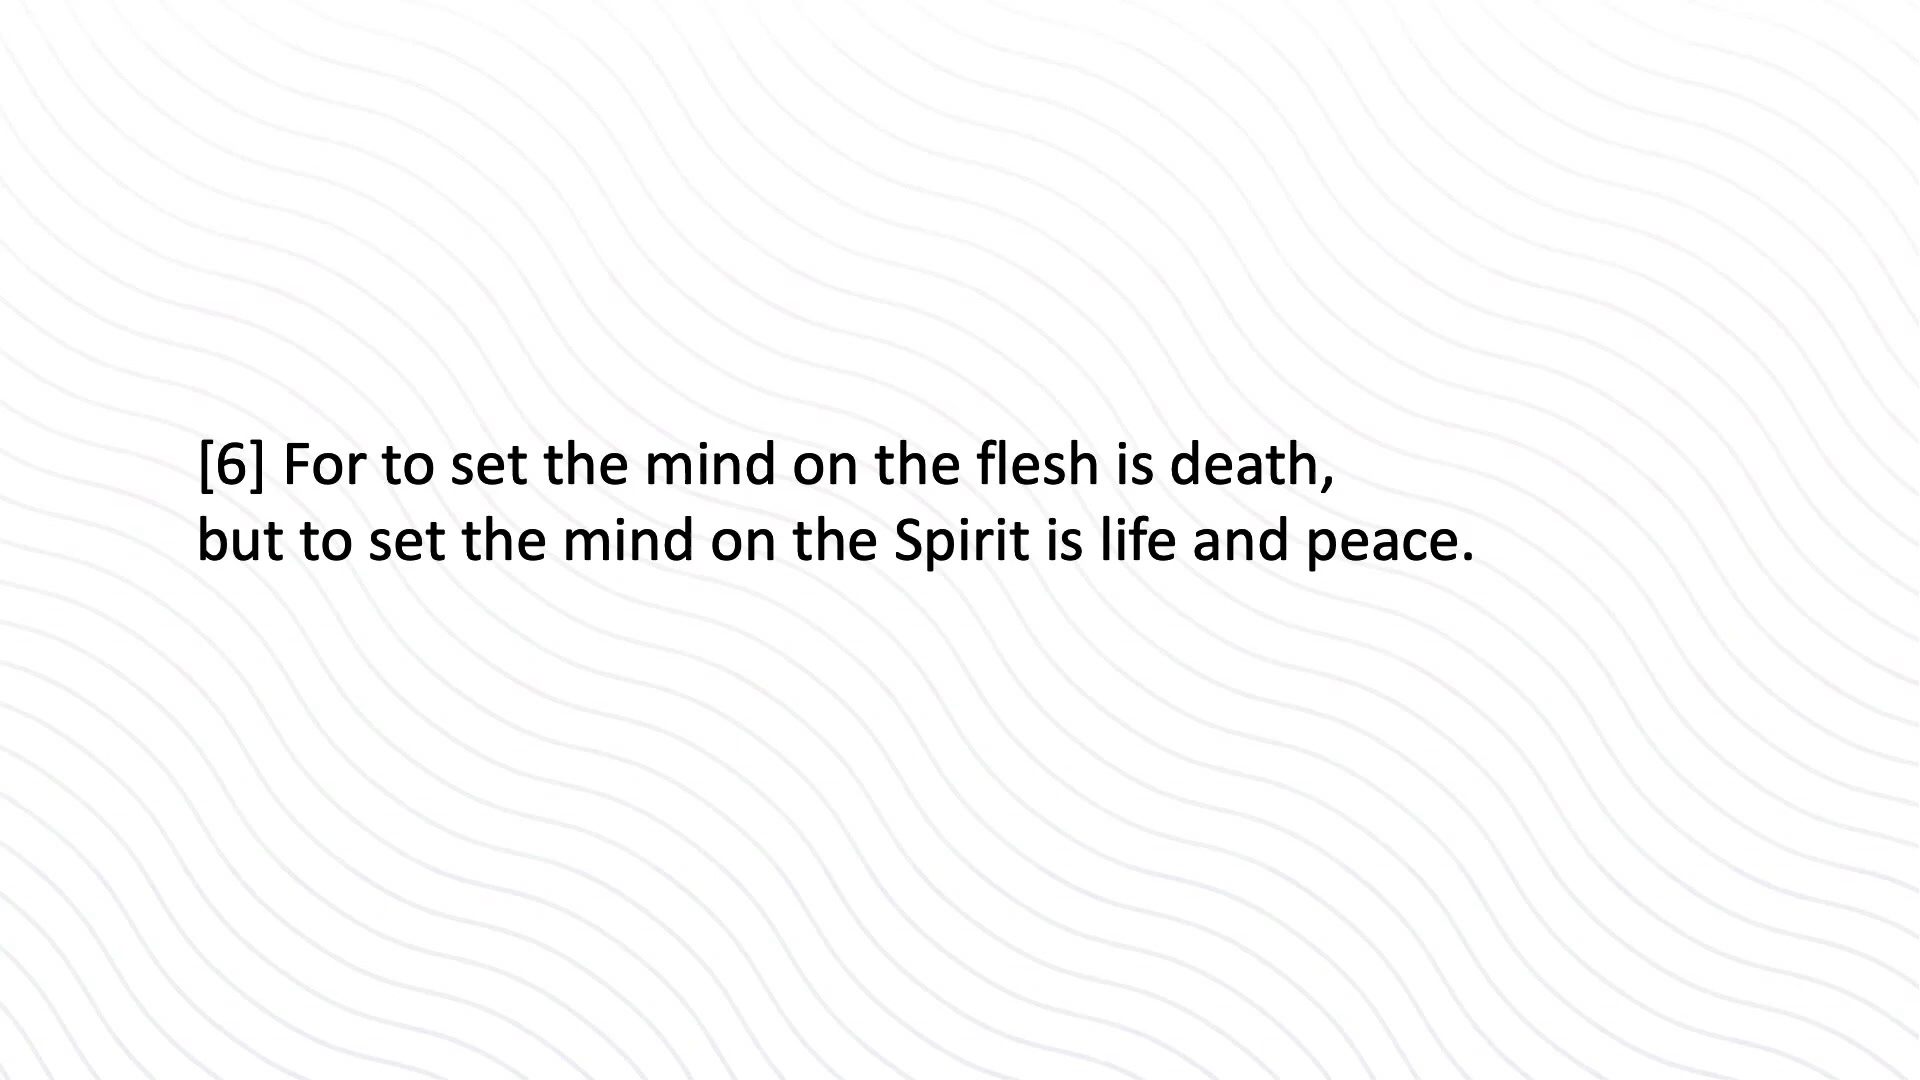 [6] For to set the mind on the flesh is death,
but to set the mind on the Spirit is life and peace.